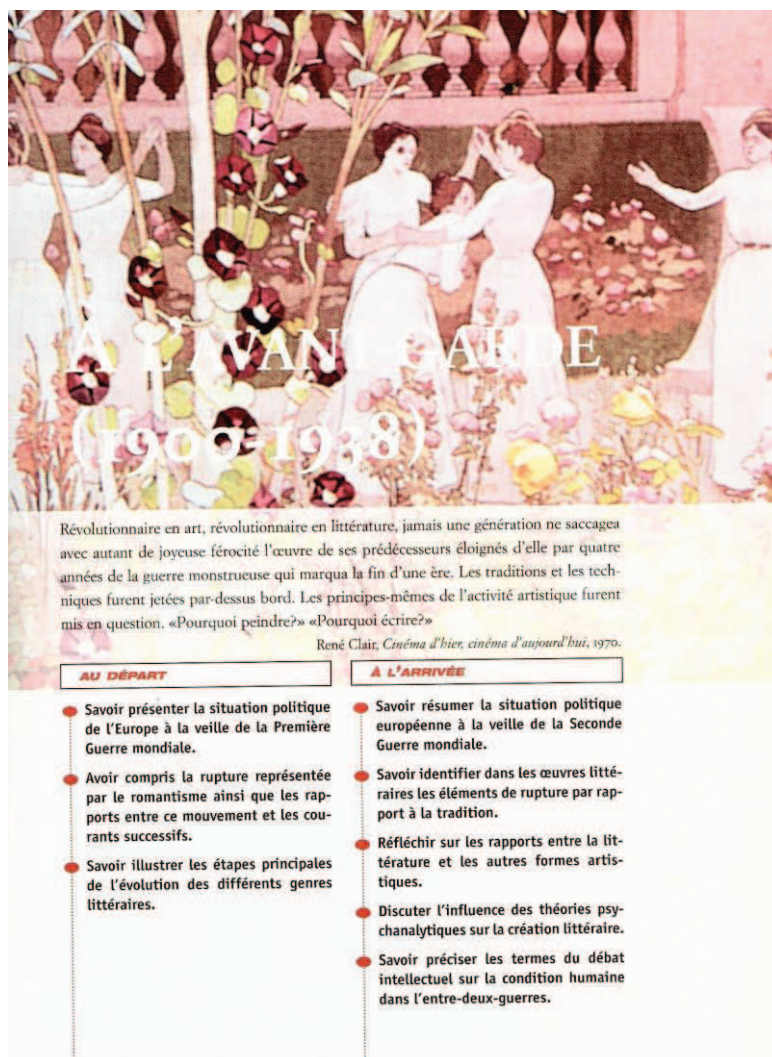 À L'AVANT-GARDE
(1900-1938)
Révolutionnaire en art, révolutionnaire en littérature, jamais une génération ne saccagea
avec autant de joyeuse férocité l'œuvre de ses prédécesseurs éloignés d'elle par quatre
années de la guerre monstrueuse qui marqua la fin d'une ère. Les traditions et les tech-
niques furent jetées par-dessus bord. Les principes-mêmes de l'activité artistique furent
mis en question. «Pourquoi peindre?» «Pourquoi écrire?»
René Clair, Cinéma d'hier, cinéma d'aujourd'hui, 1970.
AU DÉPART
Savoir présenter la situation politique
de l'Europe à la veille de la Première
Guerre mondiale.
Avoir compris la rupture représentée
par le romantisme ainsi que les rap-
ports entre ce mouvement et les cou-
rants successifs.
Savoir illustrer les étapes principales
de l'évolution des différents genres
littéraires.
À L'ARRIVÉE
Savoir résumer la situation politique
européenne à la veille de la Seconde
Guerre mondiale.
Savoir identifier dans les œuvres litté-
raires les éléments de rupture par rap-
port à la tradition.
Réfléchir sur les rapports entre la lit-
térature et les autres formes artis-
tiques.
Discuter l'influence des théories psy-
chanalytiques sur la création littéraire.
Savoir préciser les termes du débat
intellectuel sur la condition humaine
dans l'entre-deux-guerres.